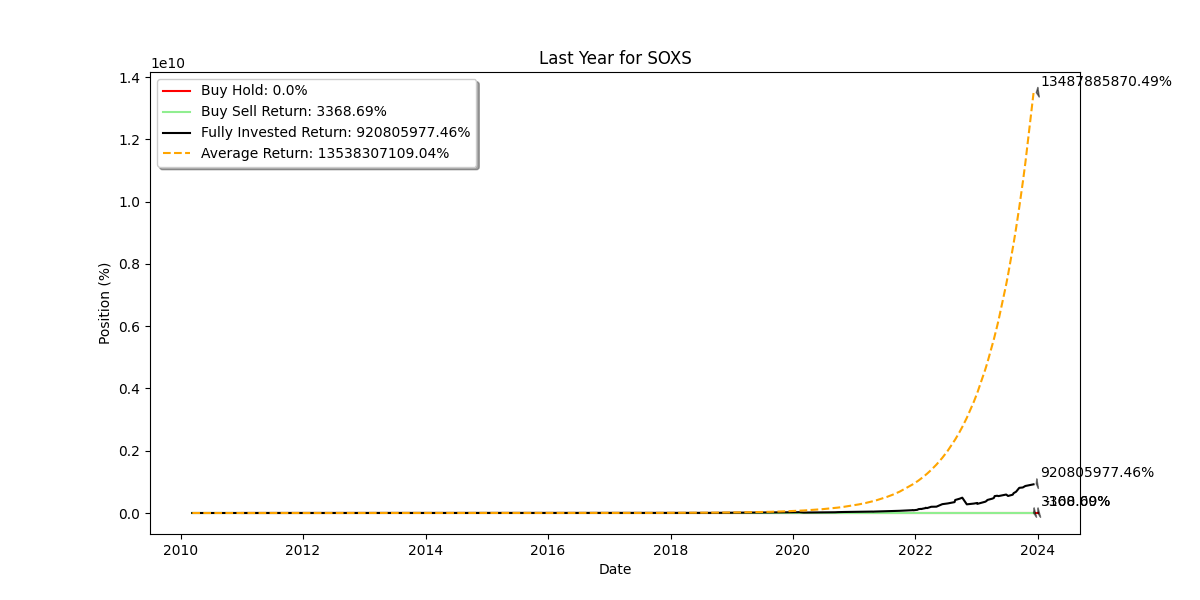 Last Year for SOXS
1e10
1.4
1.2
1.0
0.8
0.6
0.4
0.2
0.0
Position (%)
Buy Hold: 0.0%
Buy Sell Return: 3368.69%
Fully Invested Return: 920805977.46%
Average Return: 13538307109.04%
13487885870.49%
920805977.46%
2010
2012
2014
2016
2018
2020
2022
2024
Date